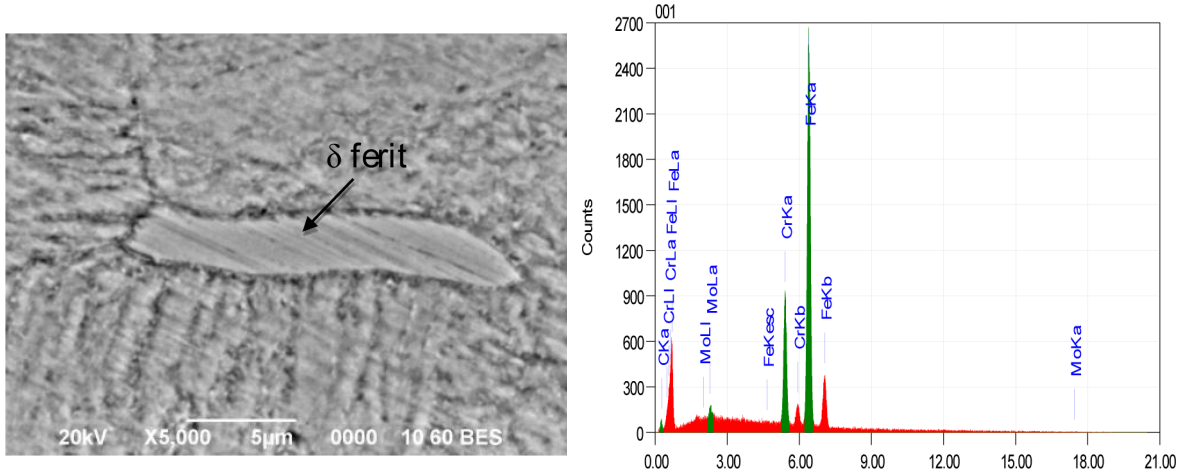 δ ferit
20kV X5,000 5µm 0000 10 60 BES
001
2700
2400
2100
1800
1500
1200
900
600
300
0
Counts
CKa
CrLl CrLa FeLl FeLa
MoLl
MoLa
FeKesc
CrKa
CrKb
FeKa
FeKb
MoKa
0.00 3.00 6.00 9.00 12.00 15.00 18.00 21.00